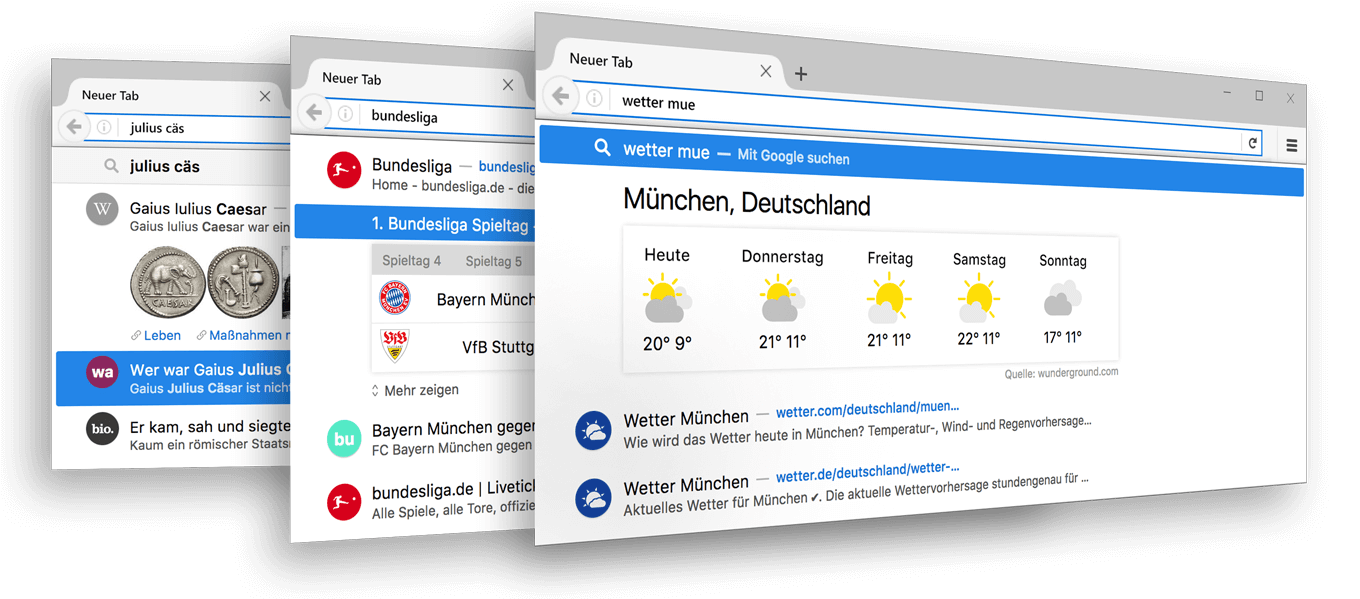 Neuer Tab
julius cäs
julius cäs
W
Gaius Iulius Caesar —
Gaius Iulius Caesar war ein
CAESAR
Leben
Maßnahmen
wa
Wer war Gaius Julius
Gaius Julius Cäsar ist nicht
bio.
Er kam, sah und siegte
Kaum ein römischer Staats
Neuer Tab
bundesliga
Bundesliga — bundeslig
Home - bundesliga.de - die
1. Bundesliga Spieltag -
Spieltag 4 Spieltag 5
FC BAYERN MÜNCHEN
Bayern Münch
VfB
VfB Stuttg
Mehr zeigen
bu
Bayern München gegen
FC Bayern München gegen
bundesliga.de | Livetick
Alle Spiele, alle Tore, offizie
Neuer Tab
wetter mue
wetter mue — Mit Google suchen
München, Deutschland
Heute Donnerstag Freitag Samstag Sonntag
20° 9° 21° 11° 21° 11° 22° 11° 17° 11°
Quelle: wunderground.com
Wetter München — wetter.com/deutschland/muen...
Wie wird das Wetter heute in München? Temperatur-, Wind- und Regenvorhersage...
Wetter München — wetter.de/deutschland/wetter-...
Aktuelles Wetter für München ✔. Die aktuelle Wettervorhersage stundengenau für ...